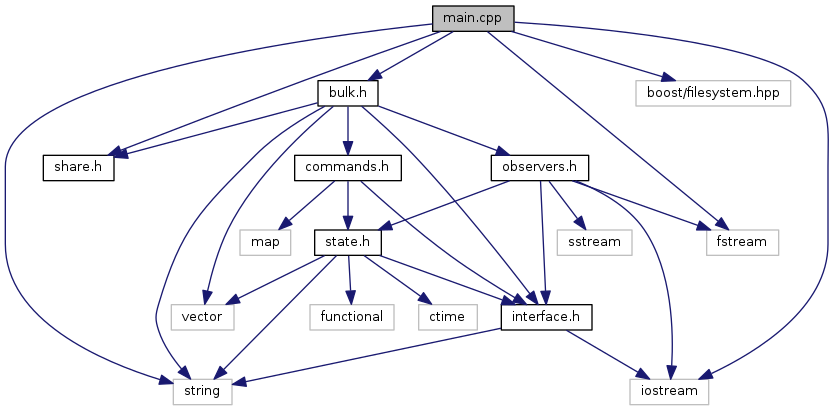 main.cpp
bulk.h
boost/filesystem.hpp
share.h
commands.h
observers.h
map
state.h
sstream
fstream
vector
functional
ctime
interface.h
string
iostream